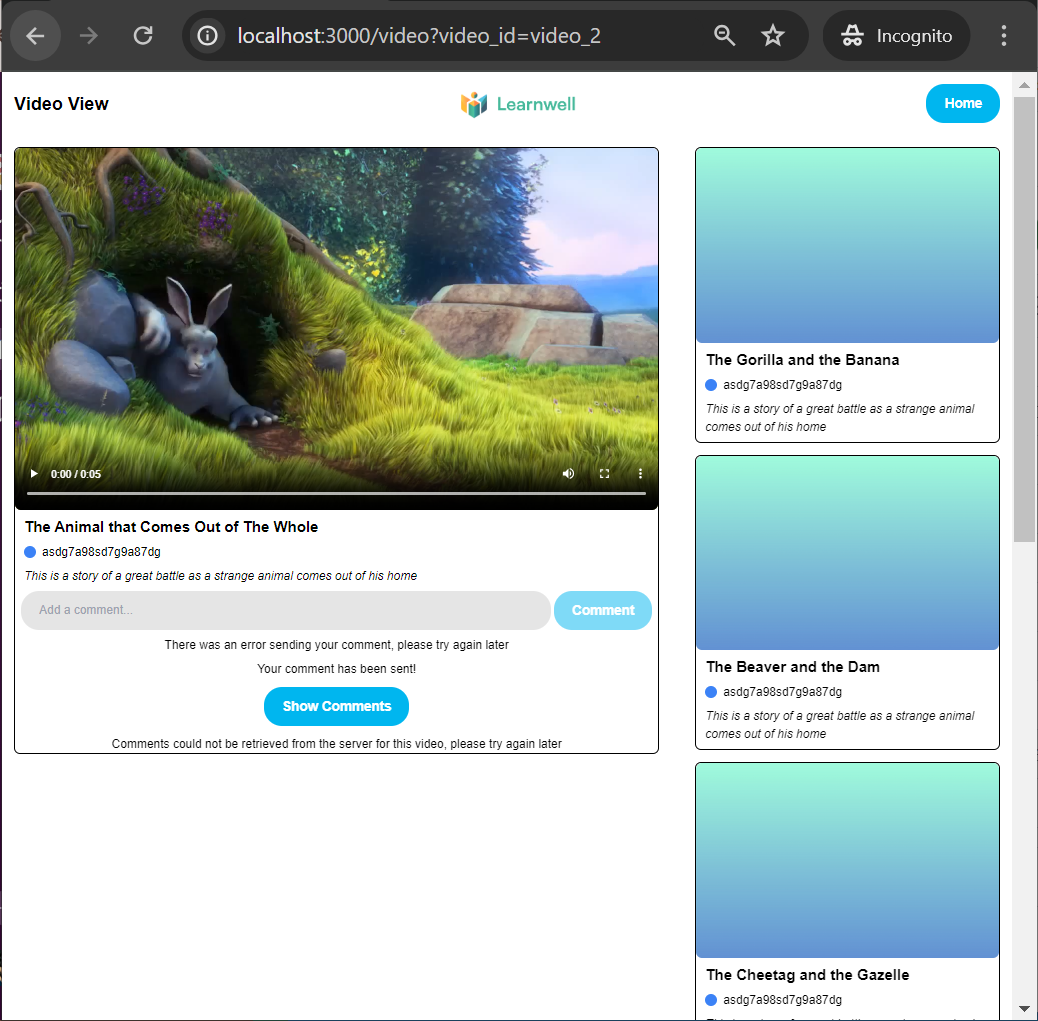 localhost:3000/video?video_id=video_2
Incognito
Video View
Learnwell
Home
0:00 / 0:05
The Animal that Comes Out of The Whole
asdg7a98sd7g9a87dg
This is a story of a great battle as a strange animal comes out of his home
Add a comment...
Comment
There was an error sending your comment, please try again later
Your comment has been sent!
Show Comments
Comments could not be retrieved from the server for this video, please try again later
The Gorilla and the Banana
asdg7a98sd7g9a87dg
This is a story of a great battle as a strange animal
comes out of his home
The Beaver and the Dam
asdg7a98sd7g9a87dg
This is a story of a great battle as a strange animal
comes out of his home
The Cheetag and the Gazelle
asdg7a98sd7g9a87dg